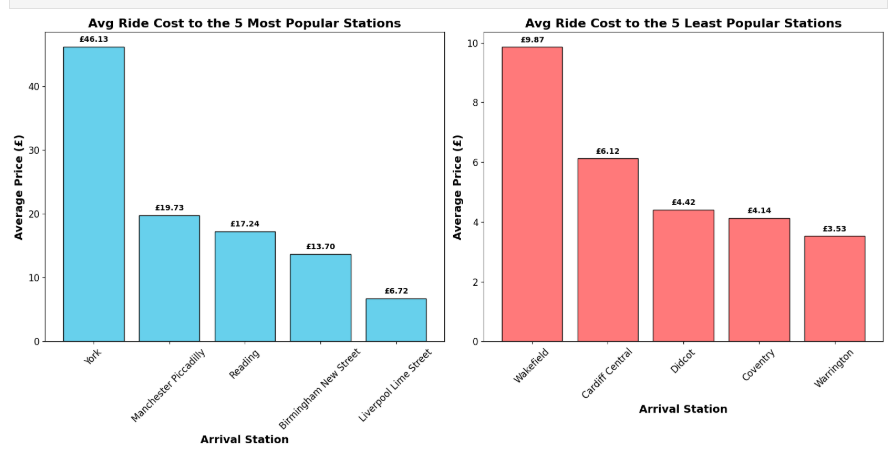 Avg Ride Cost to the 5 Most Popular Stations
Average Price (£)
40
30
20
10
0
£46.13
£19.73
£17.24
£13.70
£6.72
York
Manchester Piccadilly
Reading
Birmingham New Street
Liverpool Lime Street
Arrival Station
Avg Ride Cost to the 5 Least Popular Stations
Average Price (£)
10
8
6
4
2
0
£9.87
£6.12
£4.42
£4.14
£3.53
Wakefield
Cardiff Central
Didcot
Coventry
Warrington
Arrival Station